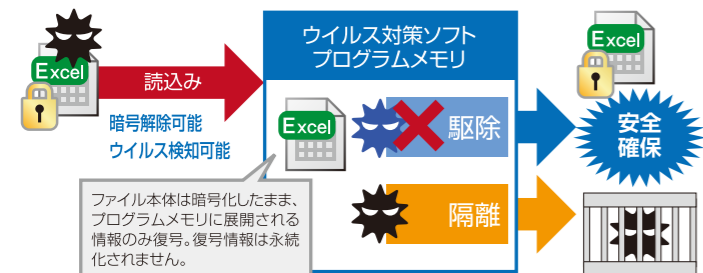 Excel
読込み
暗号解除可能
ウイルス検知可能
ウイルス対策ソフト
プログラムメモリ
Excel
駆除
隔離
ファイル本体は暗号化したまま、
プログラムメモリに展開される
情報のみ復号。復号情報は永続
化されません。
Excel
安全
確保